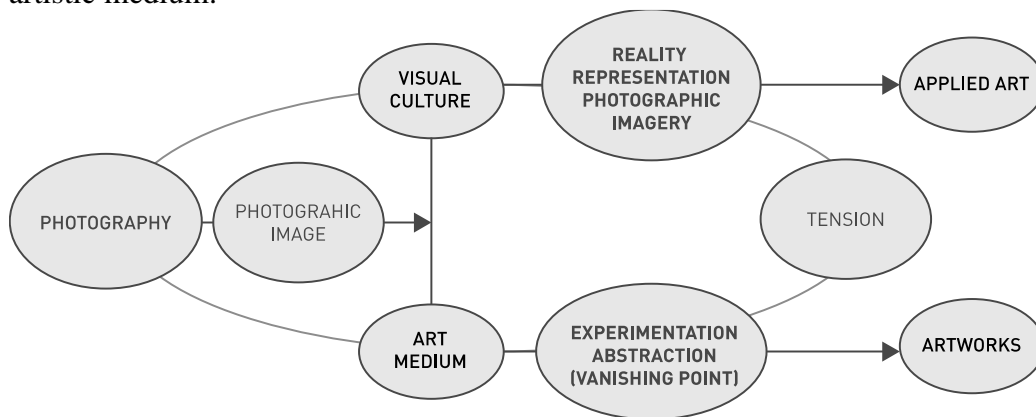 artistic medium.
VISUAL
CULTURE
REALITY
REPRESENTATION
PHOTOGRAPHIC
IMAGERY
APPLIED ART
PHOTOGRAPHY
PHOTOGRAHIC
IMAGE
TENSION
ART
MEDIUM
EXPERIMENTATION
ABSTRACTION
(VANISHING POINT)
ARTWORKS